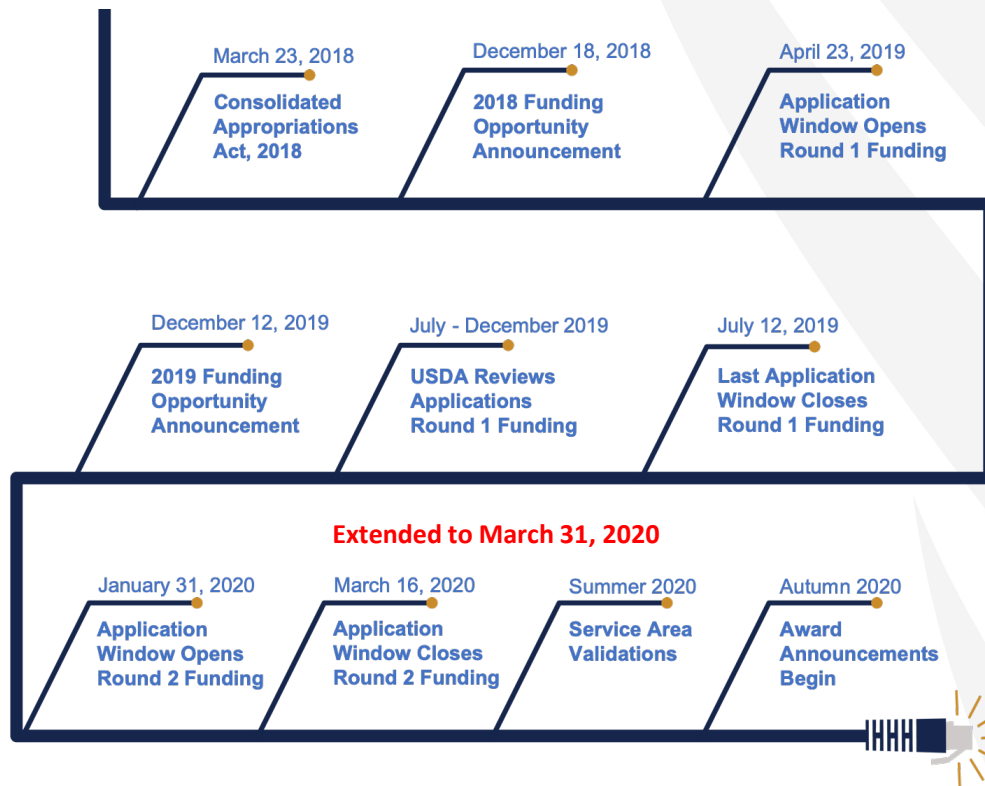 March 23, 2018
Consolidated
Appropriations
Act, 2018
December 18, 2018
2018 Funding
Opportunity
Announcement
April 23, 2019
Application
Window Opens
Round 1 Funding
December 12, 2019
2019 Funding
Opportunity
Announcement
July - December 2019
USDA Reviews
Applications
Round 1 Funding
July 12, 2019
Last Application
Window Closes
Round 1 Funding
Extended to March 31, 2020
January 31, 2020
Application
Window Opens
Round 2 Funding
March 16, 2020
Application
Window Closes
Round 2 Funding
Summer 2020
Service Area
Validations
Autumn 2020
Award
Announcements
Begin